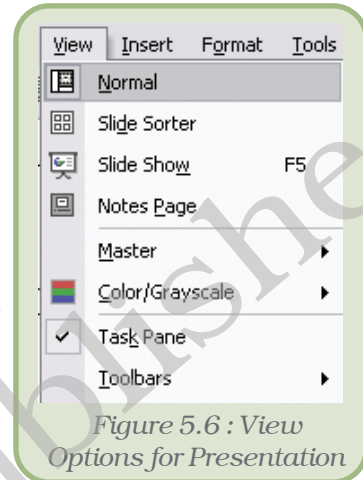 View Insert Format Tools
Normal
Slide Sorter
Slide Show F5
Notes Page
Master
Color/Grayscale
Task Pane
Toolbars
Figure 5.6 : View
Options for Presentation